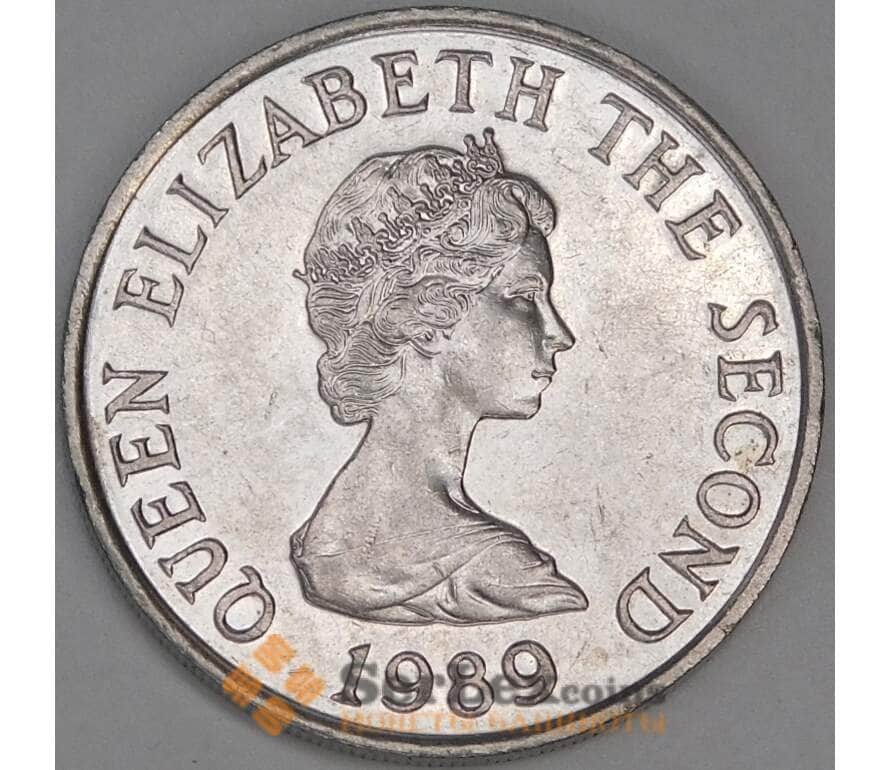 QUEEN ELIZABETH THE SECOND
1989